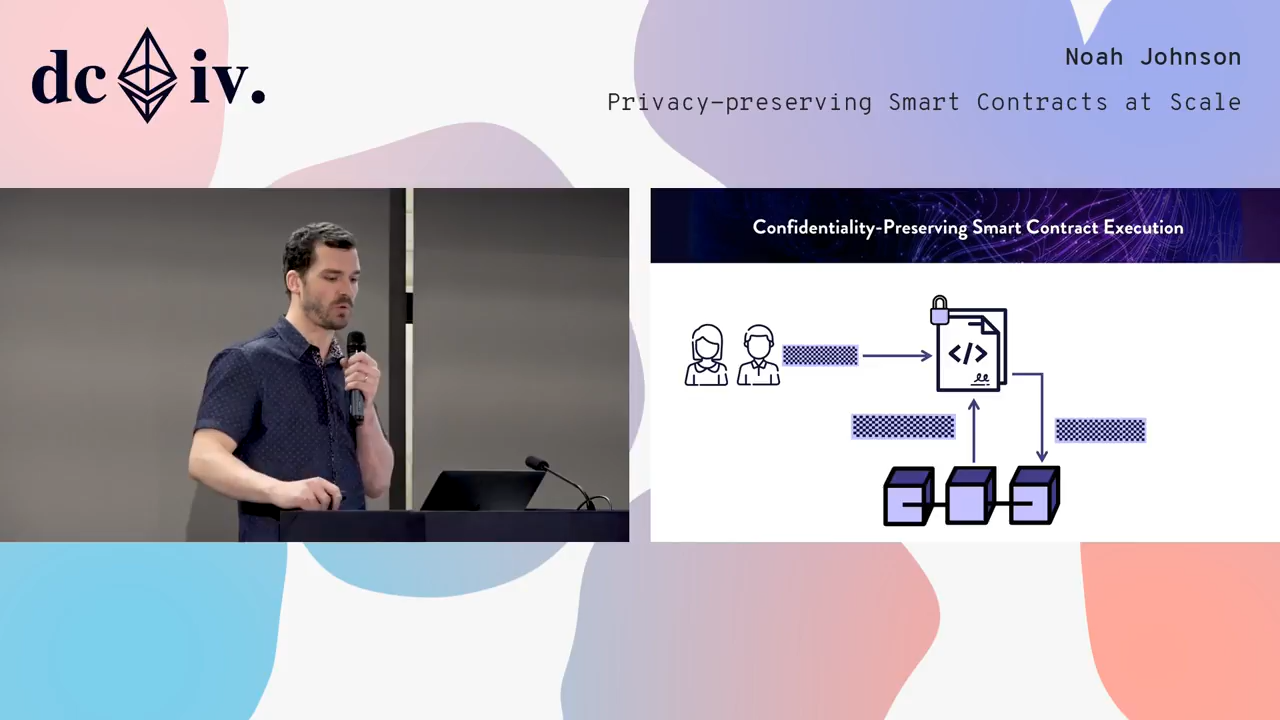 dc iv.
Noah Johnson
Privacy-preserving Smart Contracts at Scale
Confidentiality-Preserving Smart Contract Execution
</>